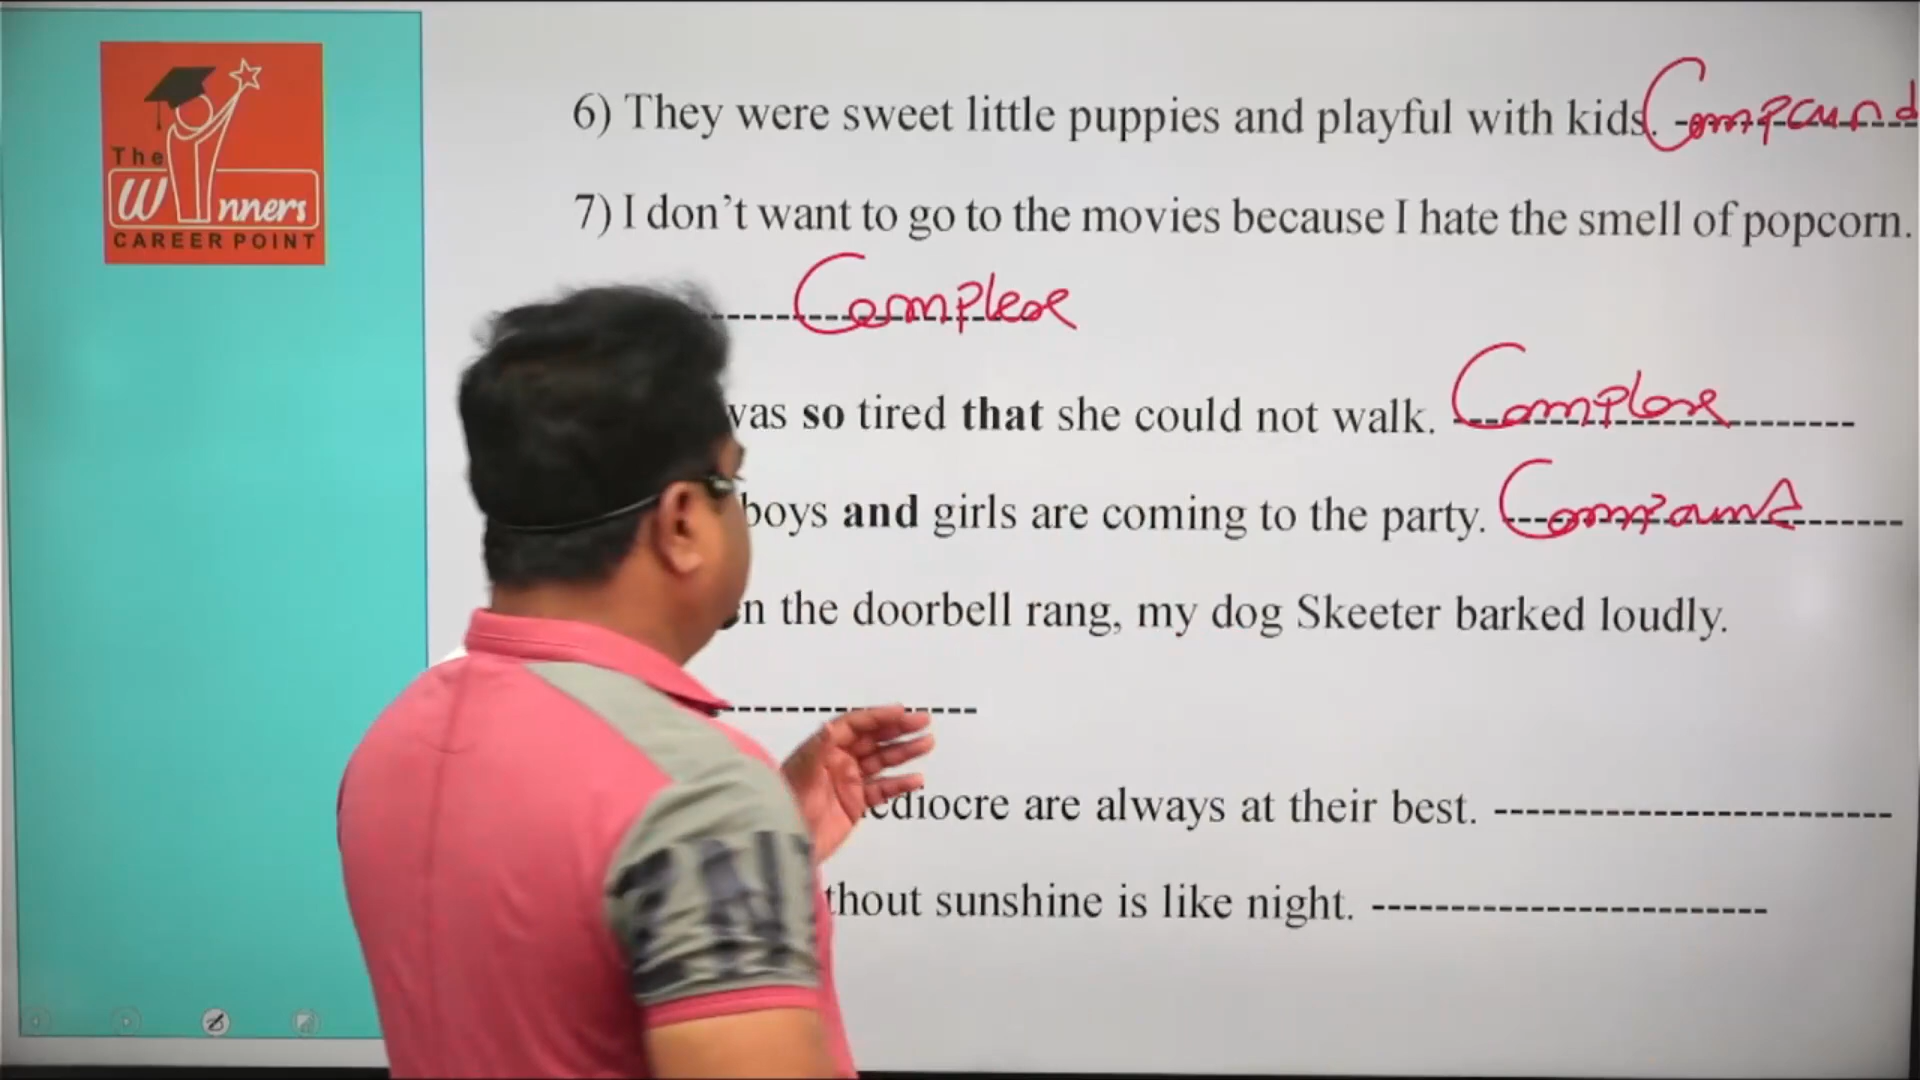 The
Winners
CAREER POINT
6) They were sweet little puppies and playful with kids. Compound
7) I don’t want to go to the movies because I hate the smell of popcorn.
Complex
was so tired that she could not walk. Complex
boys and girls are coming to the party. Compound
the doorbell rang, my dog Skeeter barked loudly.
are always at their best.
sunshine is like night.